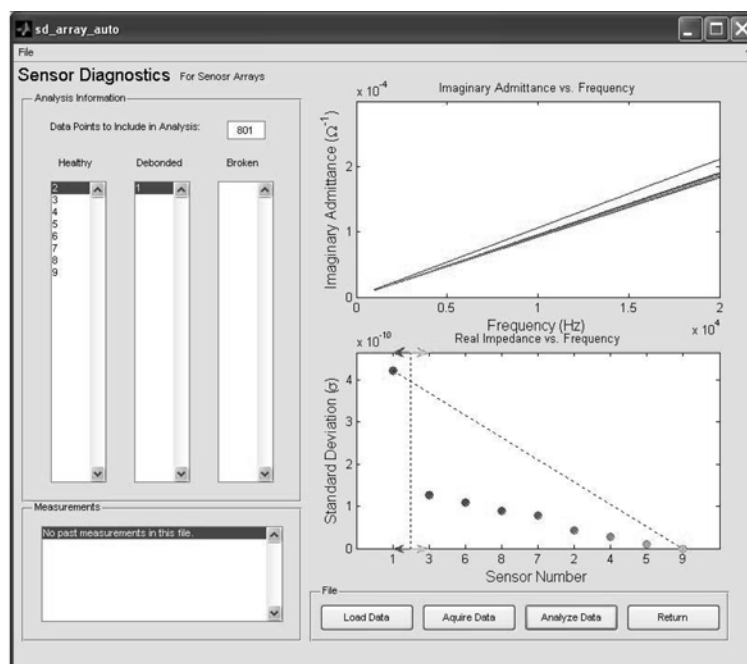 sd_array_auto
File
Sensor Diagnostics For Senosr Arrays
Analysis Information
Data Points to Include in Analysis: 801
Healthy Debonded Broken
2
3
4
5
6
7
8
9
1
Measurements
No past measurements in this file.
Imaginary Admittance vs. Frequency
x 10⁻⁴
Imaginary Admittance (Ω⁻¹)
2
1
0
0 0.5 1 1.5 2
Frequency (Hz)
x 10⁴
Real Impedance vs. Frequency
x 10⁻¹⁰
Standard Deviation (σ)
4
3
2
1
0
1 3 6 8 7 2 4 5 9
Sensor Number
File
Load Data Aquire Data Analyze Data Return